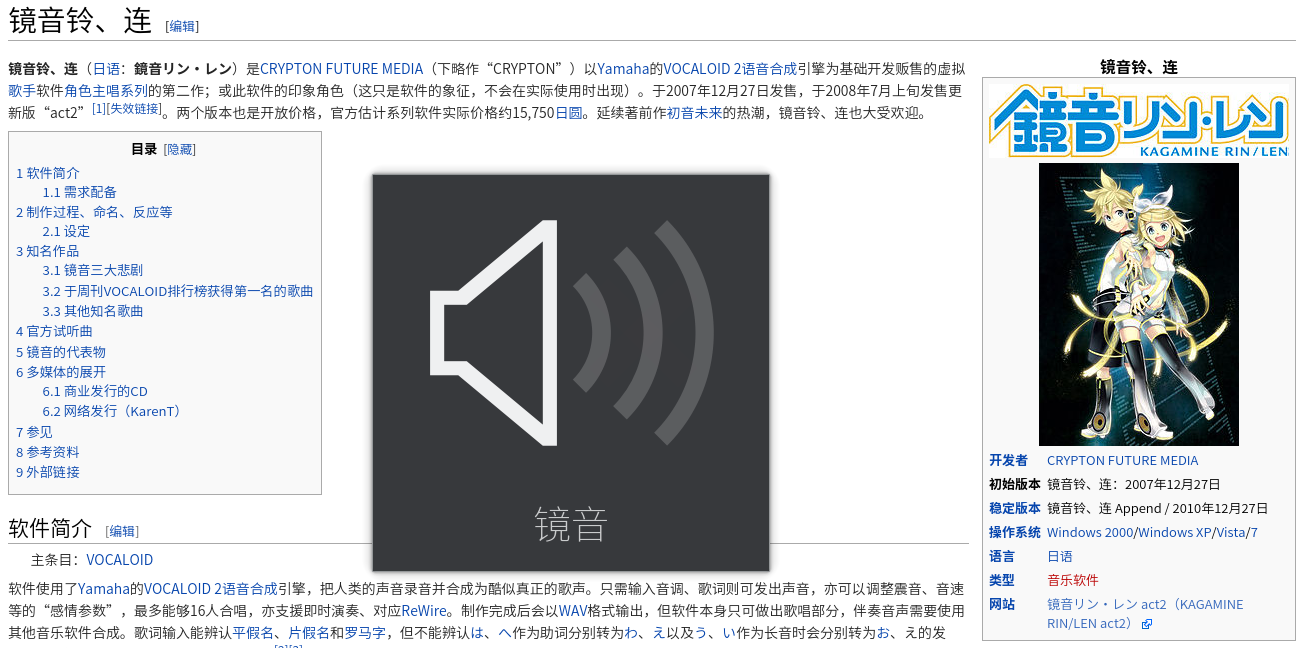 镜音铃、连 [编辑]
镜音铃、连（日语：鏡音リン・レン）是CRYPTON FUTURE MEDIA（下略作“CRYPTON”）以Yamaha的VOCALOID 2语音合成引擎为基础开发贩售的虚拟
歌手软件角色主唱系列的第二作；或此软件的印象角色（这只是软件的象征，不会在实际使用时出现）。于2007年12月27日发售，于2008年7月上旬发售更
新版“act2”[1][失效链接]。两个版本也是开放价格，官方估计系列软件实际价格约15,750日圆。延续著前作初音未来的热潮，镜音铃、连也大受欢迎。
目录 [隐藏]
1 软件简介
1.1 需求配备
2 制作过程、命名、反应等
2.1 设定
3 知名作品
3.1 镜音三大悲剧
3.2 于周刊VOCALOID排行榜获得第一名的歌曲
3.3 其他知名歌曲
4 官方试听曲
5 镜音的代表物
6 多媒体的展开
6.1 商业发行的CD
6.2 网络发行（KarenT）
7 参见
8 参考资料
9 外部链接
镜音
软件简介 [编辑]
主条目：VOCALOID
软件使用了Yamaha的VOCALOID 2语音合成引擎，把人类的声音录音并合成为酷似真正的歌声。只需输入音调、歌词则可发出声音，亦可以调整震音、音速
等的“感情参数”，最多能够16人合唱，亦支援即时演奏、对应ReWire。制作完成后会以WAV格式输出，但软件本身只可做出歌唱部分，伴奏音声需要使用
其他音乐软件合成。歌词输入能辨认平假名、片假名和罗马字，但不能辨认は、へ作为助词分别转为わ、え以及う、い作为长音时会分别转为お、え的发
镜音铃、连
鏡音リン・レン
KAGAMINE RIN/LEN
开发者 CRYPTON FUTURE MEDIA
初始版本 镜音铃、连：2007年12月27日
稳定版本 镜音铃、连 Append / 2010年12月27日
操作系统 Windows 2000/Windows XP/Vista/7
语言 日语
类型 音乐软件
网站 镜音リン・レン act2（KAGAMINE
RIN/LEN act2）